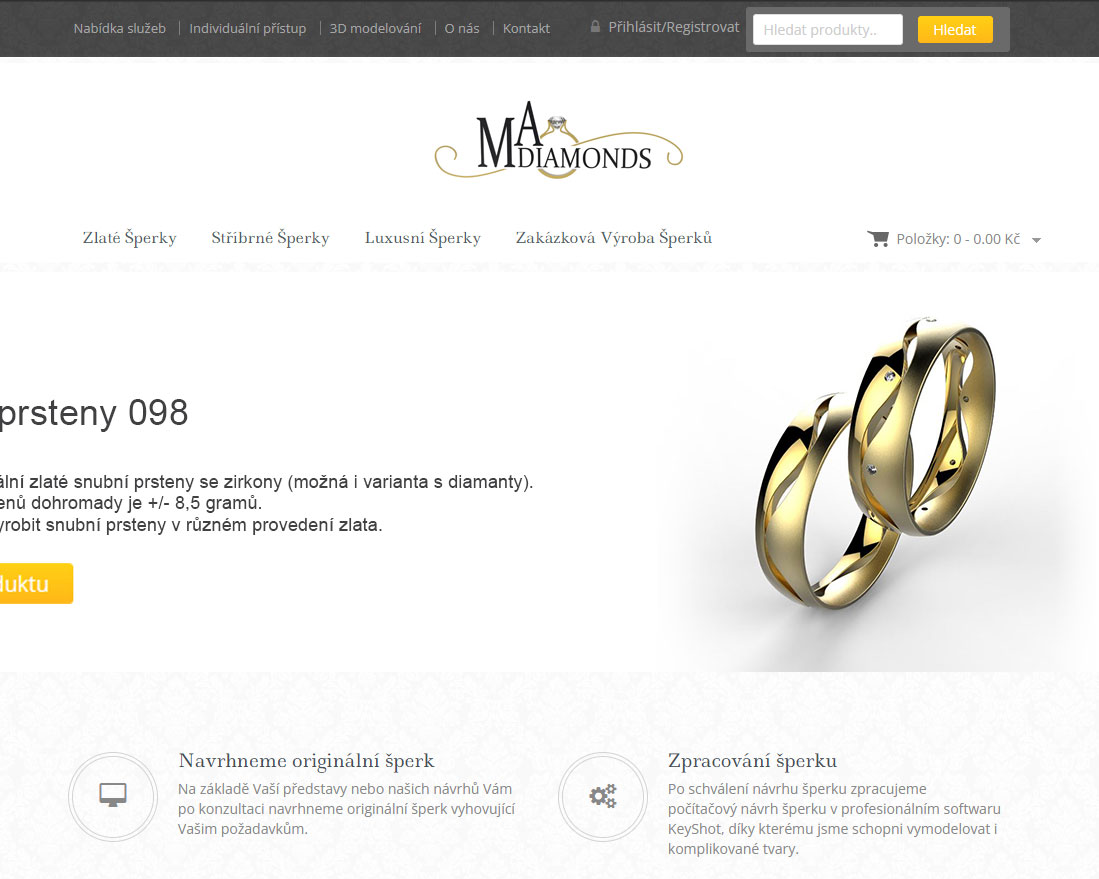 Nabídka služeb Individuální přístup 3D modelování O nás Kontakt Přihlásit/Registrovat Hledat produkty.. Hledat
MA
DIAMONDS
Zlaté Šperky Stříbrné Šperky Luxusní Šperky Zakázková Výroba Šperků Položky: 0 - 0.00 Kč
prsteny 098
ální zlaté snubní prsteny se zirkony (možná i varianta s diamanty).
enů dohromady je +/- 8,5 gramů.
yrobit snubní prsteny v různém provedení zlata.
duktu
Navrhneme originální šperk
Na základě Vaší představy nebo našich návrhů Vám
po konzultaci navrhneme originální šperk vyhovující
Vašim požadavkům.
Zpracování šperku
Po schválení návrhu šperku zpracujeme
počítačový návrh šperku v profesionálním softwaru
KeyShot, díky kterému jsme schopni vymodelovat i
komplikované tvary.